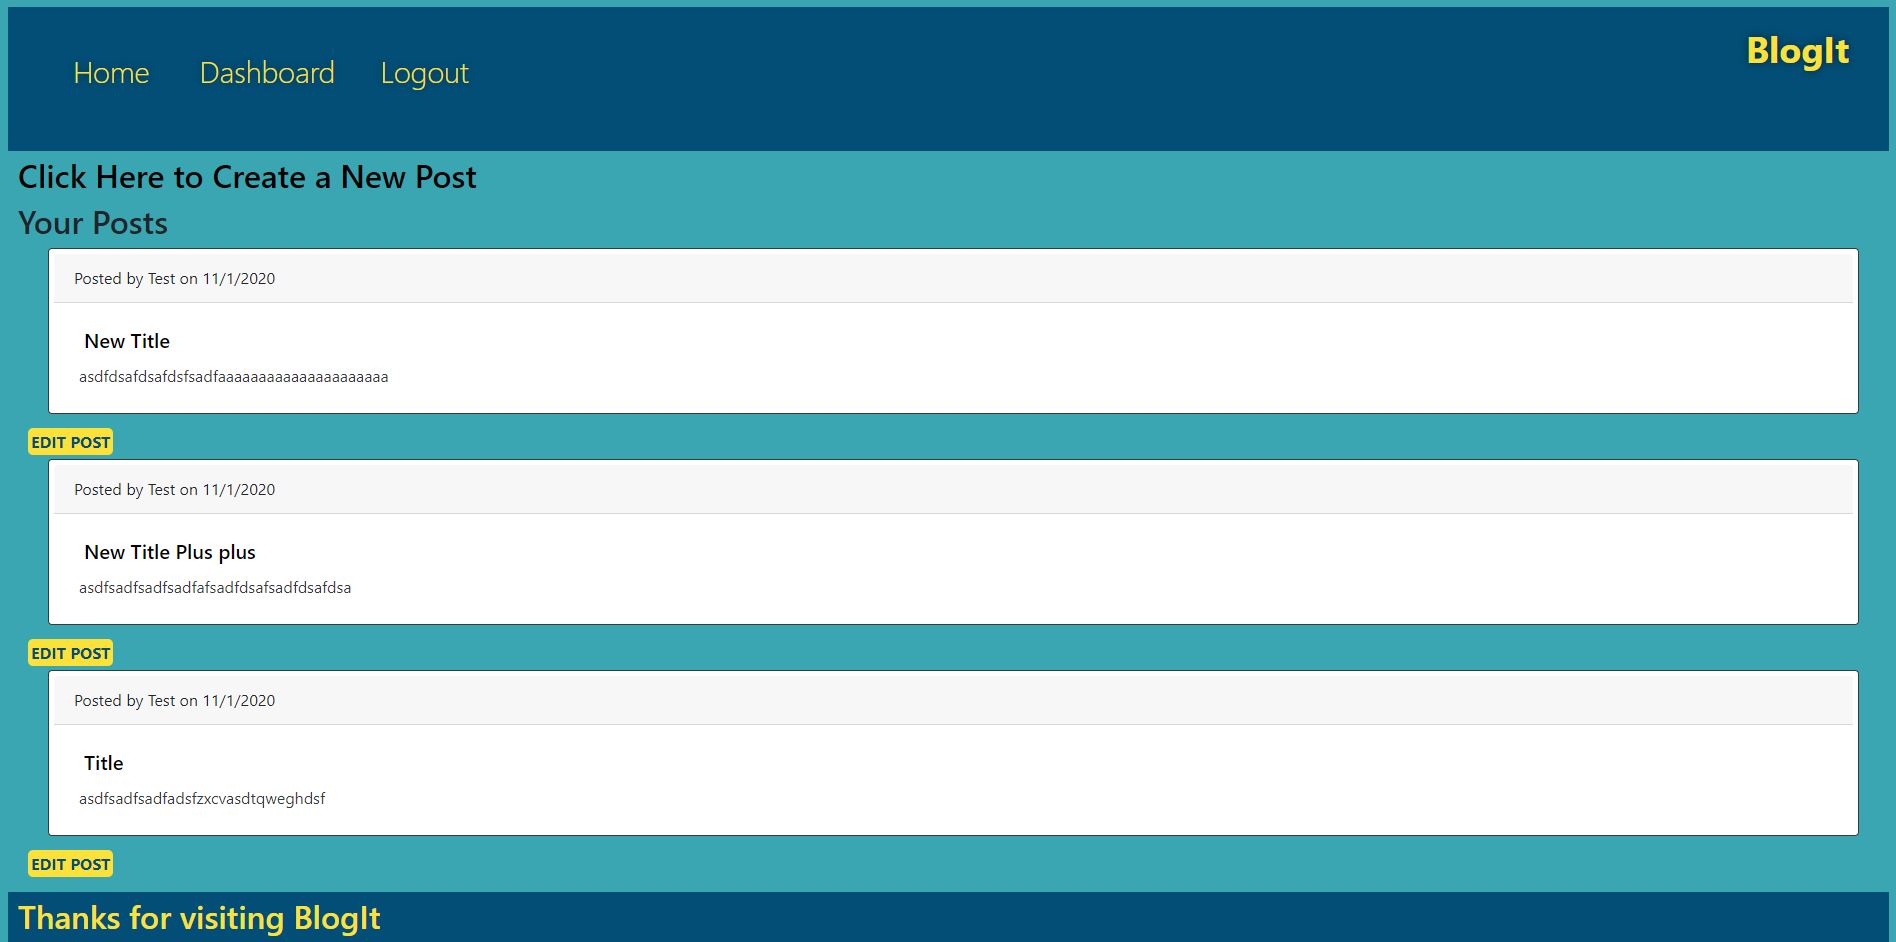 Home Dashboard Logout BlogIt
Click Here to Create a New Post
Your Posts
Posted by Test on 11/1/2020
New Title
asdfdsafdsafdsfsadfaaaaaaaaaaaaaaaaaaaaa
EDIT POST
Posted by Test on 11/1/2020
New Title Plus plus
asdfsadfsadfsadfafsadfdsafsadfdsafdsa
EDIT POST
Posted by Test on 11/1/2020
Title
asdfsadfsadfadsfzxcvasdtqweghdsf
EDIT POST
Thanks for visiting BlogIt